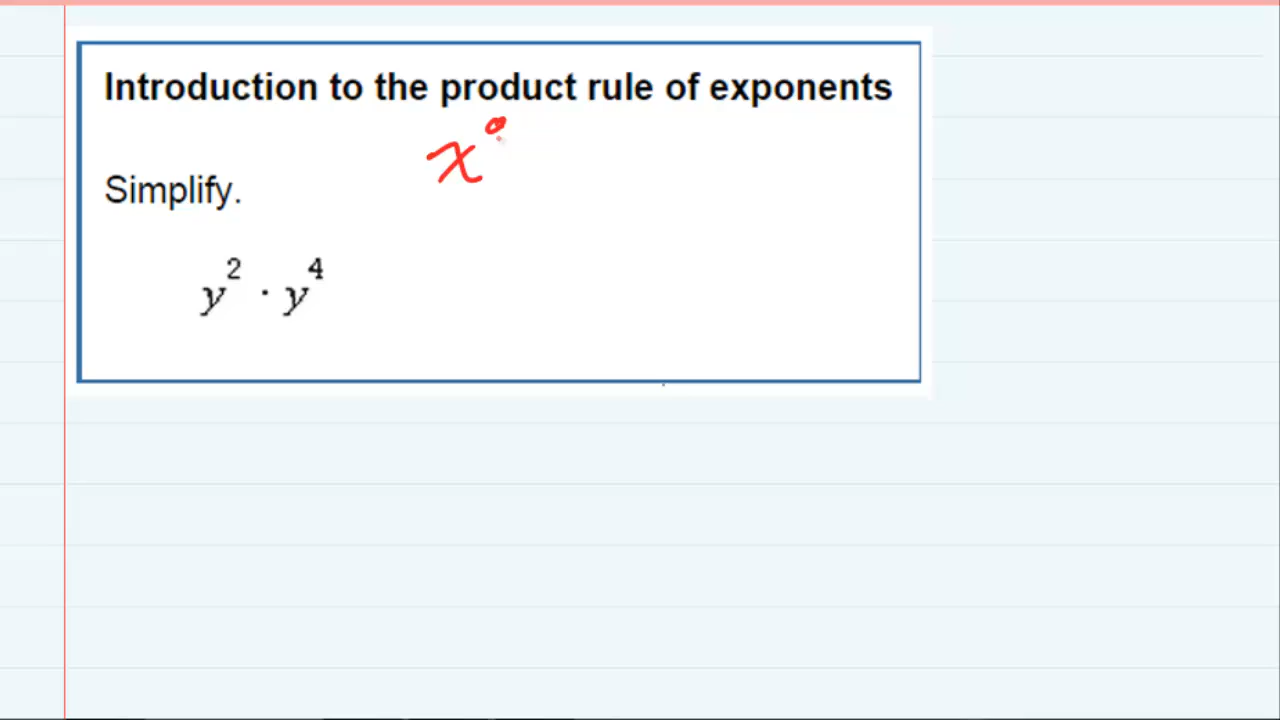 Introduction to the product rule of exponents
x
Simplify.
y² · y⁴